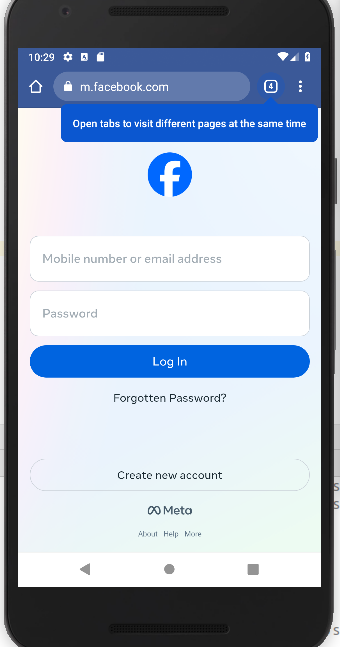 10:29
m.facebook.com
4
Open tabs to visit different pages at the same time
Mobile number or email address
Password
Log In
Forgotten Password?
Create new account
Meta
About Help More
s
s
s